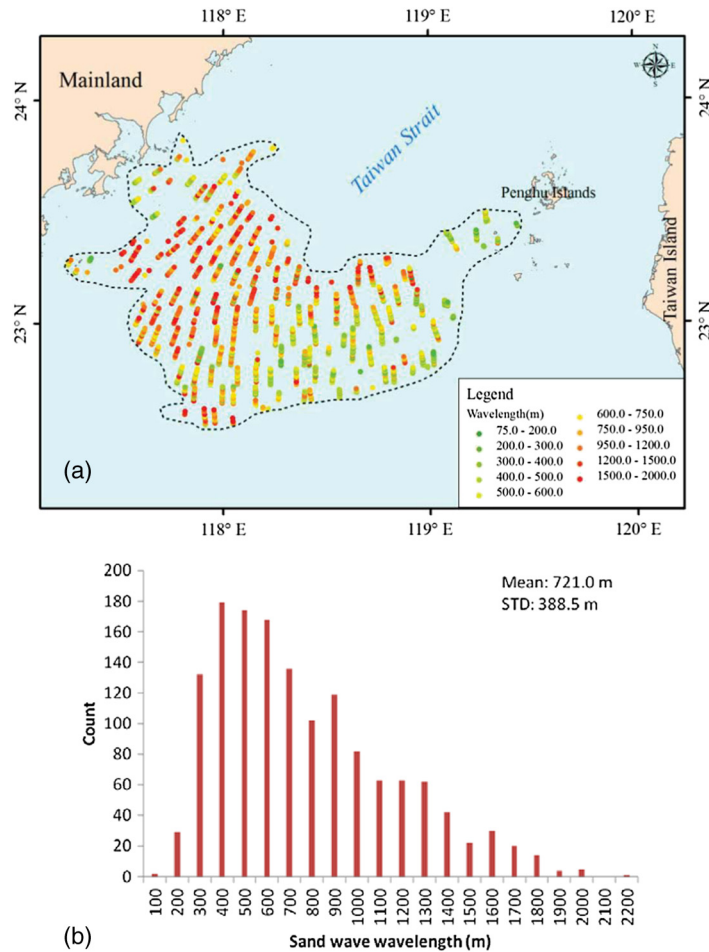 118° E
119° E
120° E
Mainland
N
W
E
S
24° N
24° N
Taiwan Strait
Penghu Islands
Taiwan Island
23° N
23° N
Legend
Wavelength(m)
75.0 - 200.0
200.0 - 300.0
300.0 - 400.0
400.0 - 500.0
500.0 - 600.0
600.0 - 750.0
750.0 - 950.0
950.0 - 1200.0
1200.0 - 1500.0
1500.0 - 2000.0
(a)
118° E
119° E
120° E
Mean: 721.0 m
STD: 388.5 m
Count
200
180
160
140
120
100
80
60
40
20
0
100
200
300
400
500
600
700
800
900
1000
1100
1200
1300
1400
1500
1600
1700
1800
1900
2000
2200
Sand wave wavelength (m)
(b)